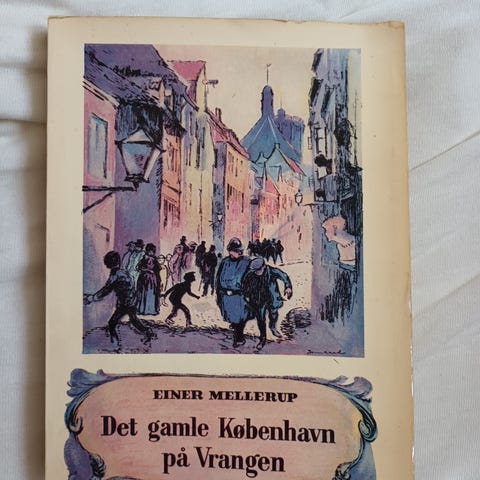 EINER MELLERUP
Det gamle København
på Vrangen